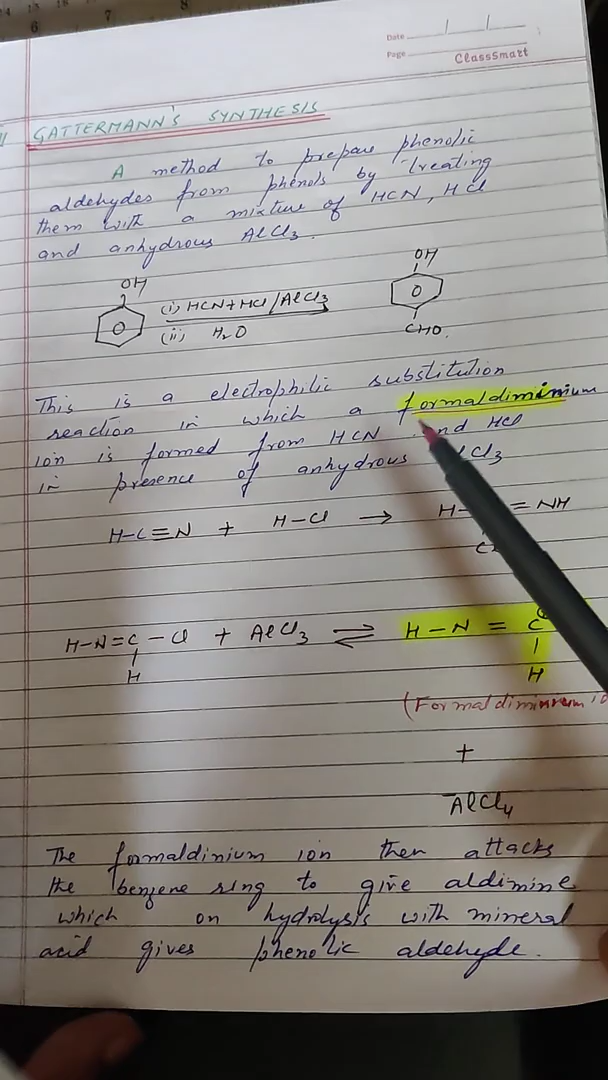 6 7 8
Date
Page
ClassSmart
GATTERMANN'S SYNTHESIS
A method to prepare phenolic
aldehydes from phenols by treating
them with a mixture of HCN, HCl
and anhydrous AlCl3.
OH OH
(i) HCN+HCl/AlCl3
(ii) H2O
CHO.
This is a electrophilic substitution
reaction in which a formaldiminium
ion is formed from HCN and HCl
in presence of anhydrous AlCl3
H-C≡N + H-Cl → H- =NH
H-N=C-Cl + AlCl3 ⇌ H-N=C⊕
H H
(Formaldiminium
+
AlCl4
The formaldinium ion then attacks
the benzene ring to give aldimine
which on hydrolysis with mineral
acid gives phenolic aldehyde.